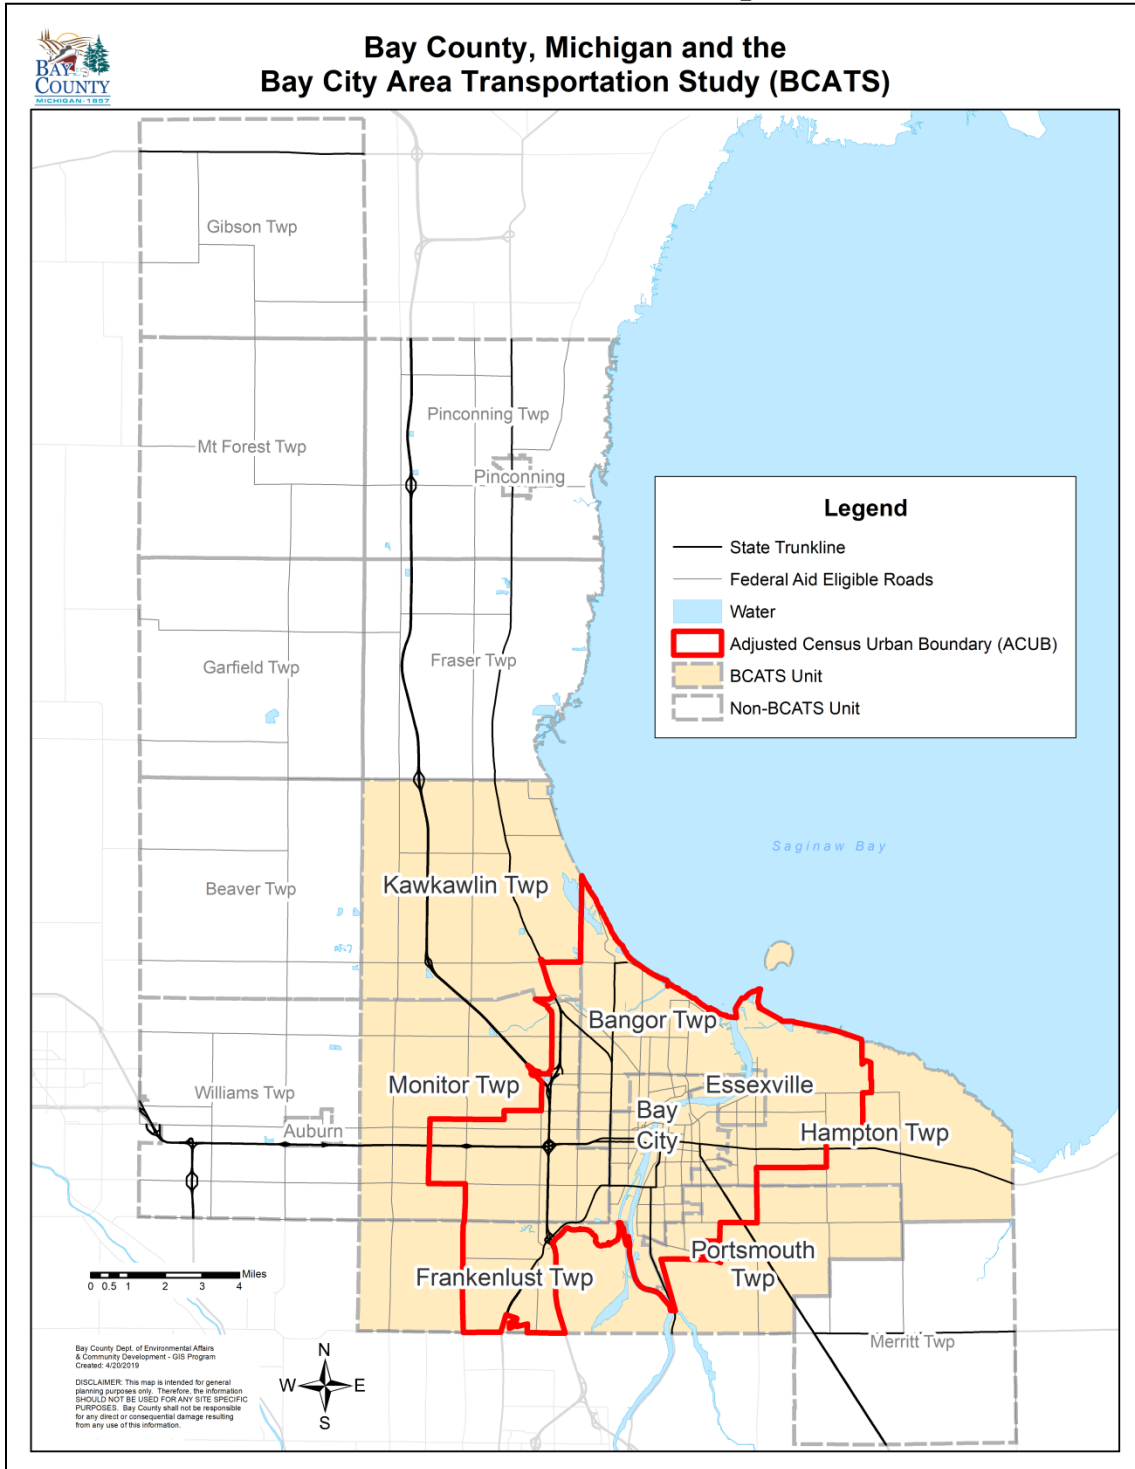 Bay County, Michigan and the
Bay City Area Transportation Study (BCATS)
BAY
COUNTY
MICHIGAN-1857
Gibson Twp
Pinconning Twp
Mt Forest Twp
Pinconning
Legend
State Trunkline
Federal Aid Eligible Roads
Water
Adjusted Census Urban Boundary (ACUB)
BCATS Unit
Non-BCATS Unit
Garfield Twp
Fraser Twp
Saginaw Bay
Beaver Twp
Kawkawlin Twp
Bangor Twp
Monitor Twp
Essexville
Williams Twp
Bay
City
Auburn
Hampton Twp
Portsmouth
Twp
Frankenlust Twp
Merritt Twp
Miles
0 0.5 1 2 3 4
Bay County Dept. of Environmental Affairs
& Community Development - GIS Program
Created: 4/20/2019
DISCLAIMER: This map is intended for general
planning purposes only. Therefore, the information
SHOULD NOT BE USED FOR ANY SITE SPECIFIC
PURPOSES. Bay County shall not be responsible
for any direct or consequential damage resulting
from any use of this information.
N
W E
S